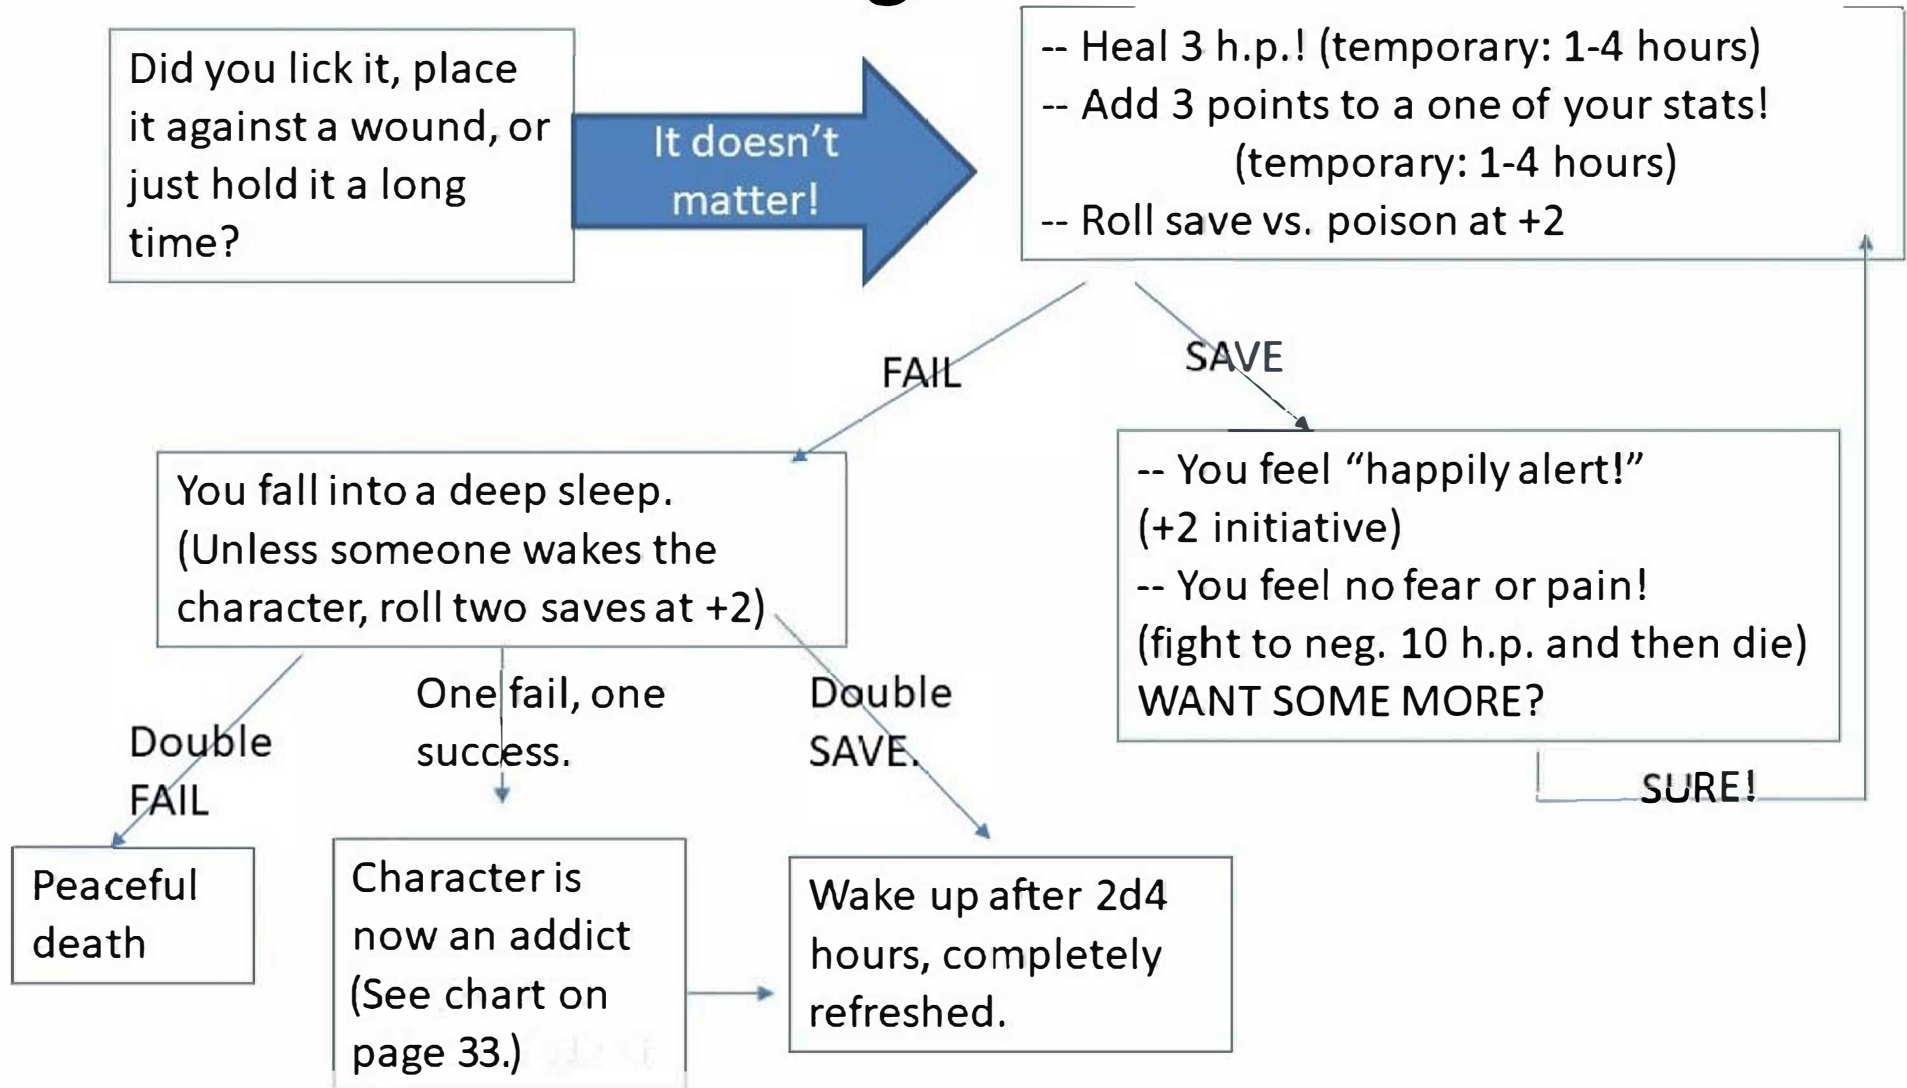 Did you lick it, place
it against a wound, or
just hold it a long
time?
It doesn’t
matter!
-- Heal 3 h.p.! (temporary: 1-4 hours)
-- Add 3 points to a one of your stats!
(temporary: 1-4 hours)
-- Roll save vs. poison at +2
FAIL
SAVE
You fall into a deep sleep.
(Unless someone wakes the
character, roll two saves at +2)
-- You feel “happily alert!”
(+2 initiative)
-- You feel no fear or pain!
(fight to neg. 10 h.p. and then die)
WANT SOME MORE?
SURE!
Double
FAIL
One fail, one
success.
Double
SAVE.
Peaceful
death
Character is
now an addict
(See chart on
page 33.)
Wake up after 2d4
hours, completely
refreshed.